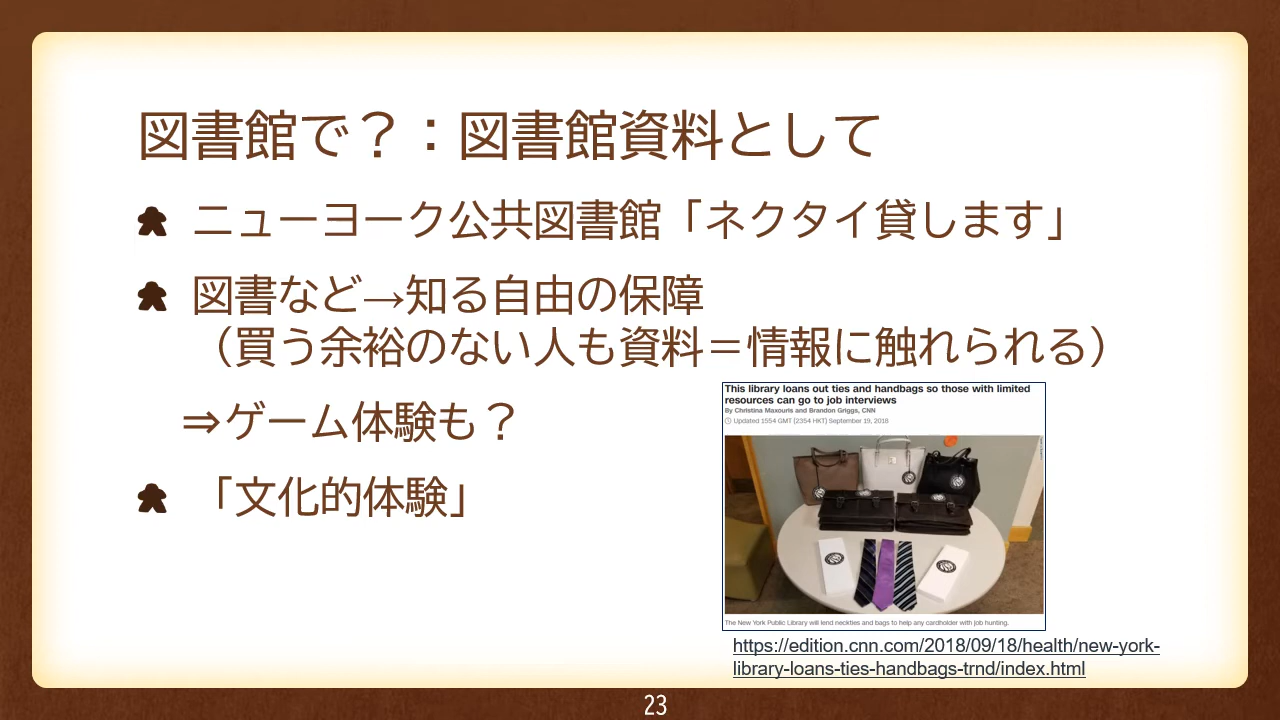 図書館で？：図書館資料として
ニューヨーク公共図書館「ネクタイ貸します」
図書など→知る自由の保障
（買う余裕のない人も資料＝情報に触れられる）
⇒ゲーム体験も？
「文化的体験」
This library loans out ties and handbags so those with limited
resources can go to job interviews
By Christina Maxouris and Brandon Griggs, CNN
Updated 1554 GMT (2354 HKT) September 19, 2018
The New York Public Library will lend neckties and bags to help any cardholder with job hunting.
https://edition.cnn.com/2018/09/18/health/new-york-
library-loans-ties-handbags-trnd/index.html
23